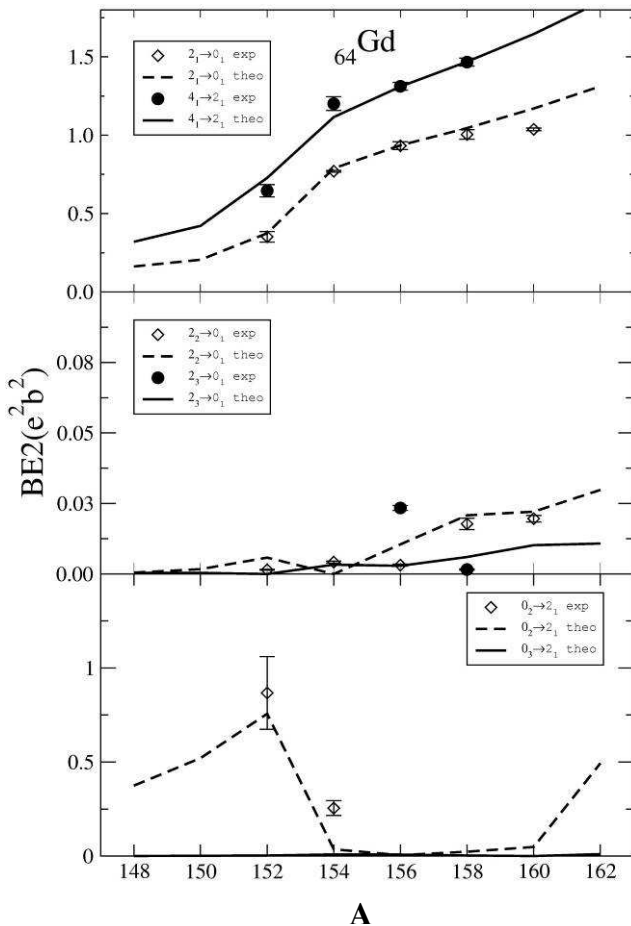 ₆₄Gd
2₁→0₁ exp
2₁→0₁ theo
4₁→2₁ exp
4₁→2₁ theo
1.5
1.0
0.5
0.0
2₂→0₁ exp
2₂→0₁ theo
2₃→0₁ exp
2₃→0₁ theo
0.08
0.05
0.03
0.00
BE2(e²b²)
0₂→2₁ exp
0₂→2₁ theo
0₃→2₁ theo
1
0.5
0
148 150 152 154 156 158 160 162
A